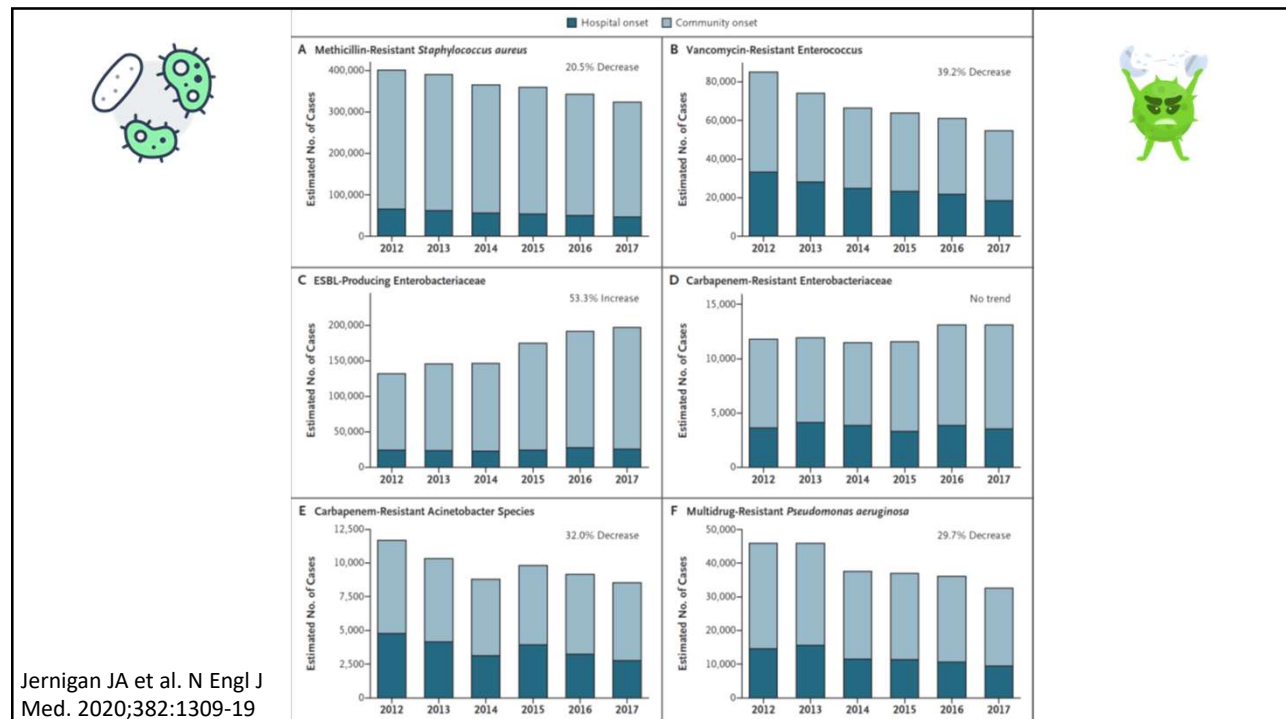 Hospital onset Community onset
A Methicillin-Resistant Staphylococcus aureus
20.5% Decrease
Estimated No. of Cases
400,000
300,000
200,000
100,000
0
2012 2013 2014 2015 2016 2017
B Vancomycin-Resistant Enterococcus
39.2% Decrease
Estimated No. of Cases
80,000
60,000
40,000
20,000
0
2012 2013 2014 2015 2016 2017
C ESBL-Producing Enterobacteriaceae
53.3% Increase
Estimated No. of Cases
200,000
150,000
100,000
50,000
0
2012 2013 2014 2015 2016 2017
D Carbapenem-Resistant Enterobacteriaceae
No trend
Estimated No. of Cases
15,000
10,000
5,000
0
2012 2013 2014 2015 2016 2017
E Carbapenem-Resistant Acinetobacter Species
32.0% Decrease
Estimated No. of Cases
12,500
10,000
7,500
5,000
2,500
0
2012 2013 2014 2015 2016 2017
F Multidrug-Resistant Pseudomonas aeruginosa
29.7% Decrease
Estimated No. of Cases
50,000
40,000
30,000
20,000
10,000
0
2012 2013 2014 2015 2016 2017
Jernigan JA et al. N Engl J
Med. 2020;382:1309-19